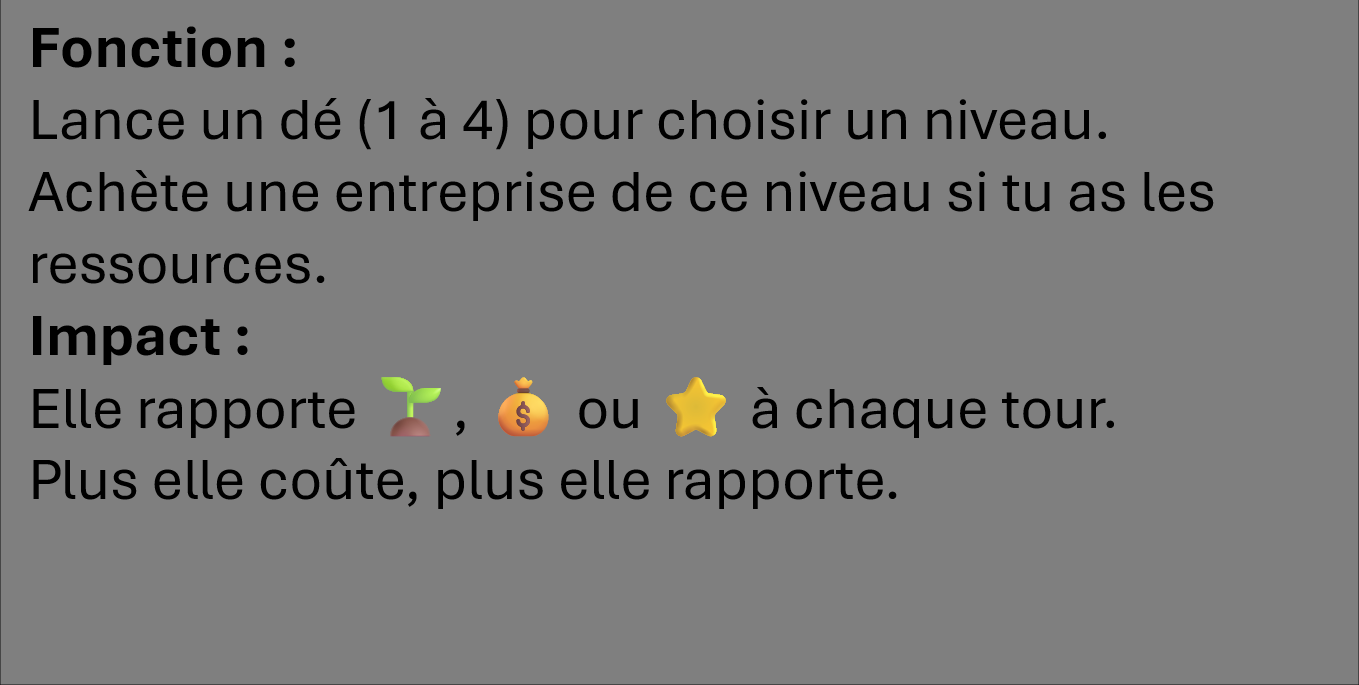 Fonction :
Lance un dé (1 à 4) pour choisir un niveau.
Achète une entreprise de ce niveau si tu as les
ressources.
Impact :
Elle rapporte 🌱, 💰 ou ⭐ à chaque tour.
Plus elle coûte, plus elle rapporte.